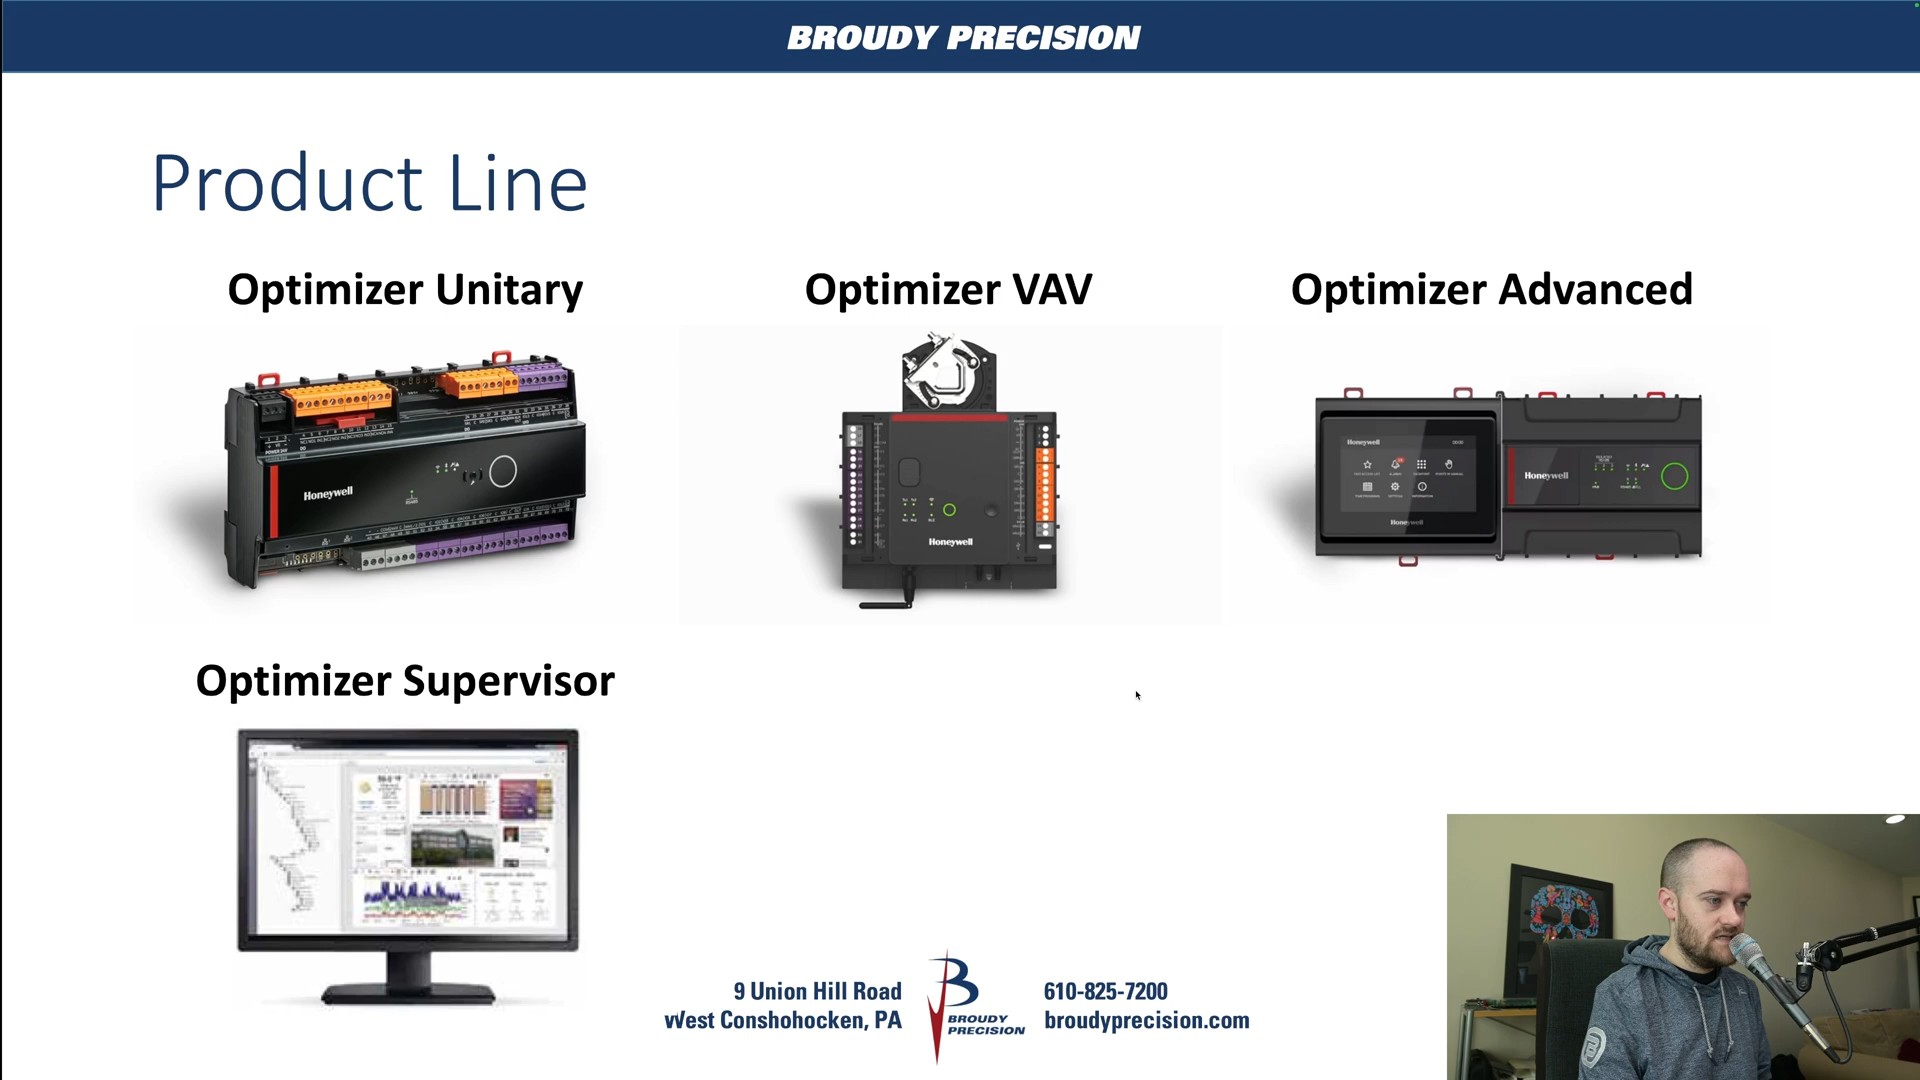 BROUDY PRECISION
Product Line
Optimizer Unitary
Optimizer VAV
Optimizer Advanced
Honeywell
Honeywell
Honeywell
Honeywell
Honeywell
Optimizer Supervisor
9 Union Hill Road
West Conshohocken, PA
B
BROUDY
PRECISION
610-825-7200
broudyprecision.com